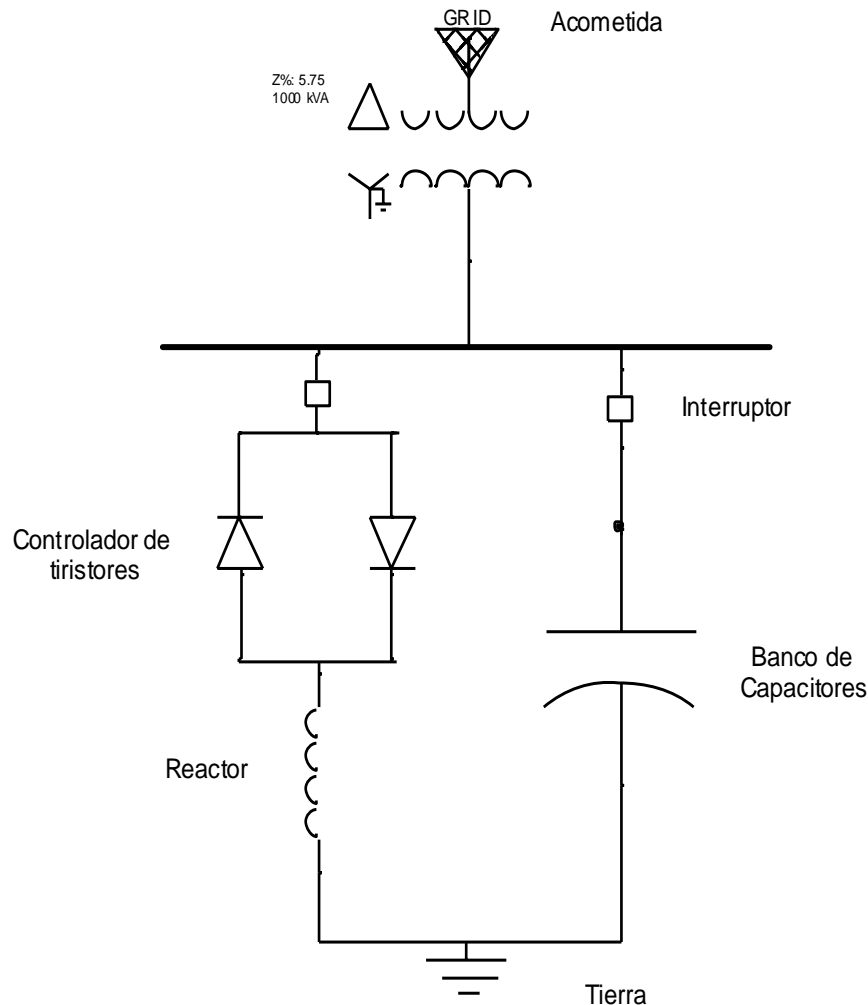 GRID
Acometida
Z%: 5.75
1000 kVA
Interruptor
Controlador de
tiristores
Banco de
Capacitores
Reactor
Tierra